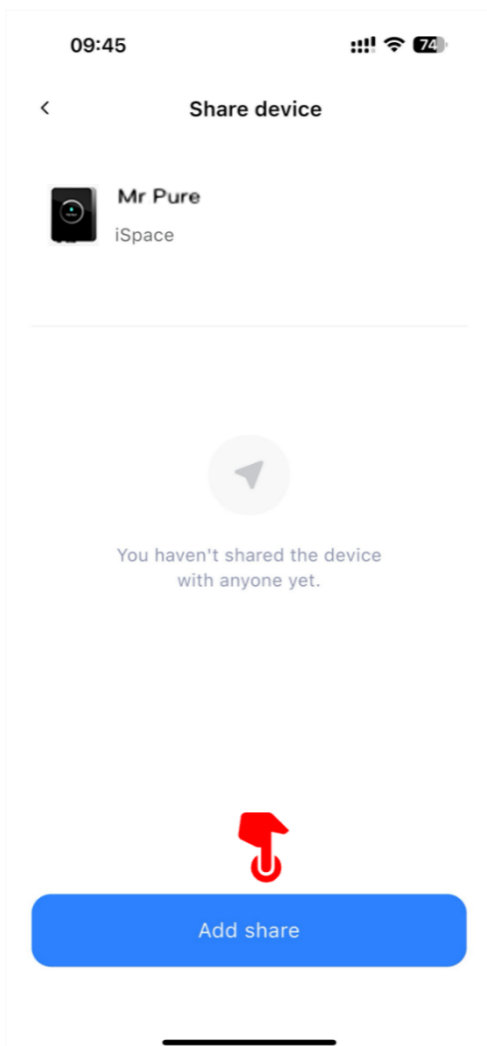 09:45
74
Share device
Mr Pure
iSpace
You haven't shared the device
with anyone yet.
Add share